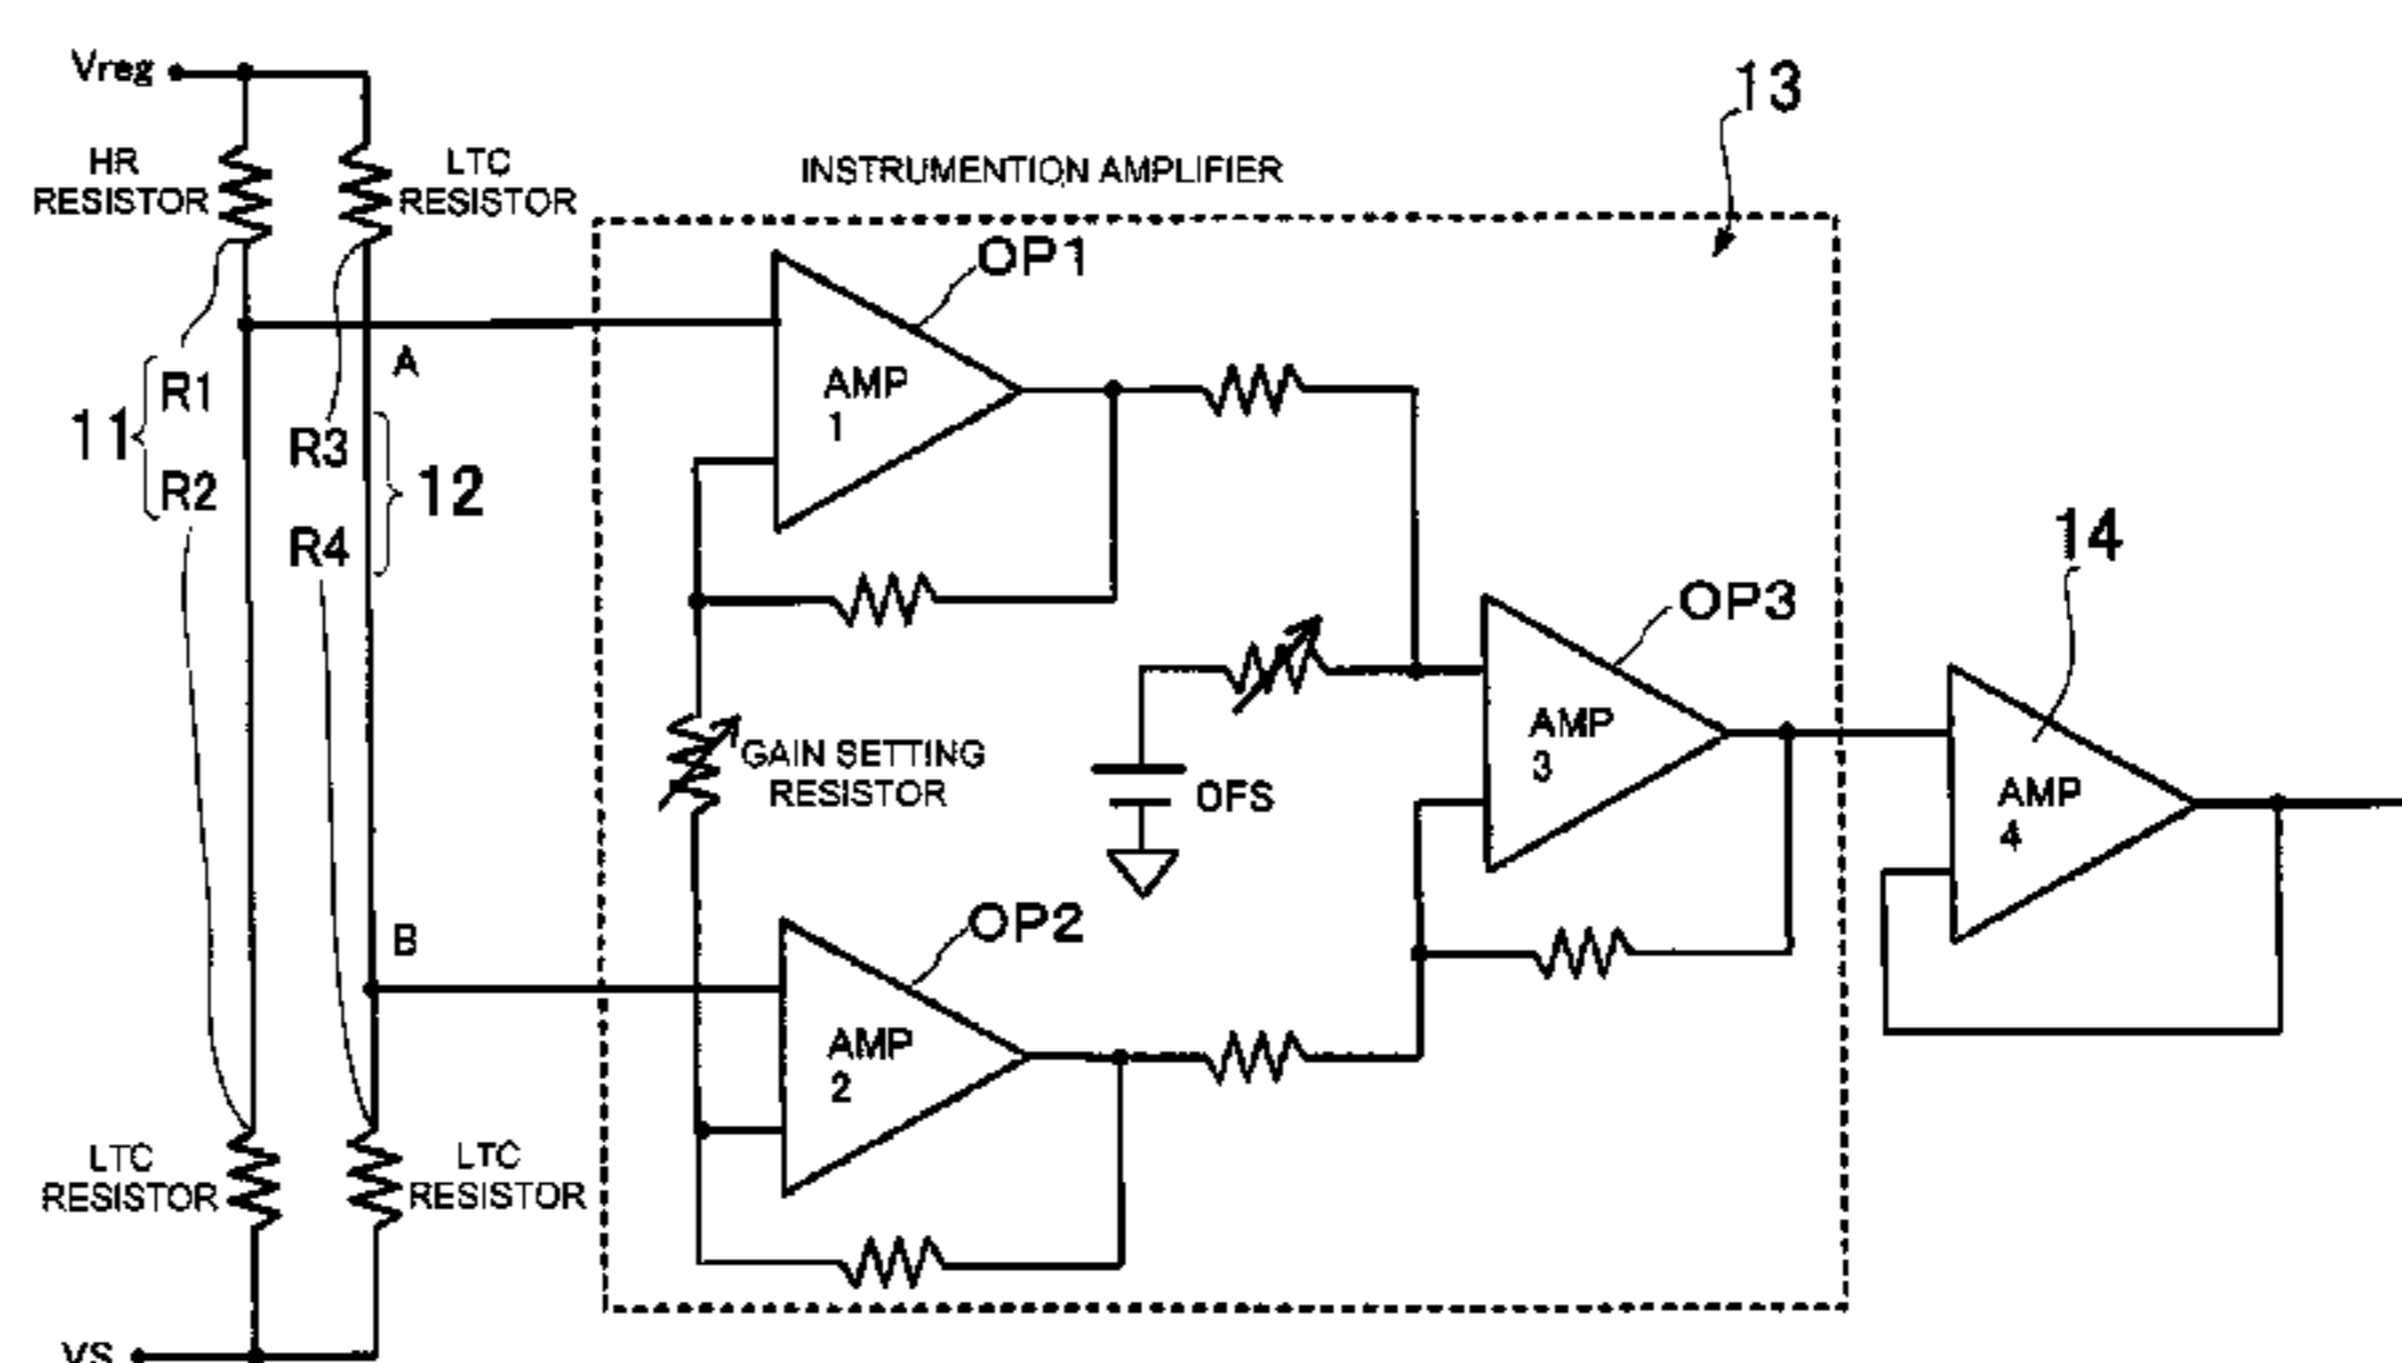 Vreg
13
HR
RESISTOR
LTC
RESISTOR
INSTRUMENTION AMPLIFIER
OP1
A
AMP
1
R1
11
R2
R3
12
R4
14
OP3
GAIN SETTING
RESISTOR
OFS
AMP
3
AMP
4
OP2
B
AMP
2
LTC
RESISTOR
LTC
RESISTOR
VS